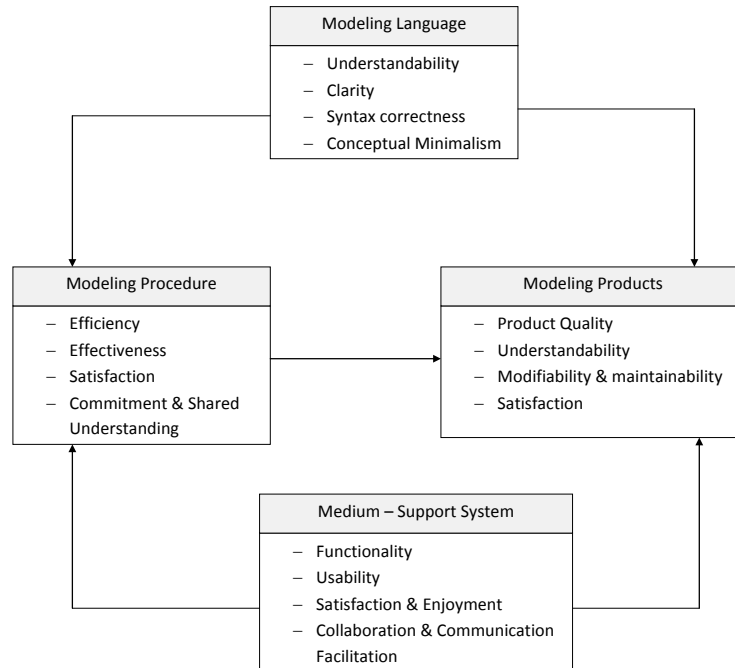 Modeling Language
– Understandability
– Clarity
– Syntax correctness
– Conceptual Minimalism
Modeling Procedure
– Efficiency
– Effectiveness
– Satisfaction
– Commitment & Shared
Understanding
Modeling Products
– Product Quality
– Understandability
– Modifiability & maintainability
– Satisfaction
Medium – Support System
– Functionality
– Usability
– Satisfaction & Enjoyment
– Collaboration & Communication
Facilitation